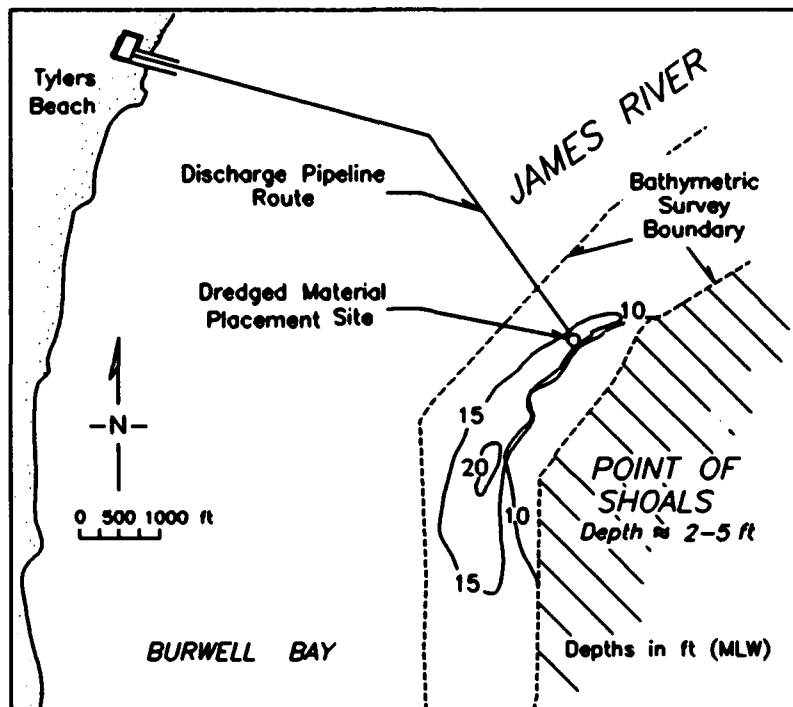 Tylers
Beach
JAMES RIVER
Discharge Pipeline
Route
Bathymetric
Survey
Boundary
Dredged Material
Placement Site
10
15
-N-
20
POINT OF
SHOALS
Depth ≈ 2-5 ft
10
0 500 1000 ft
15
BURWELL BAY
Depths in ft (MLW)